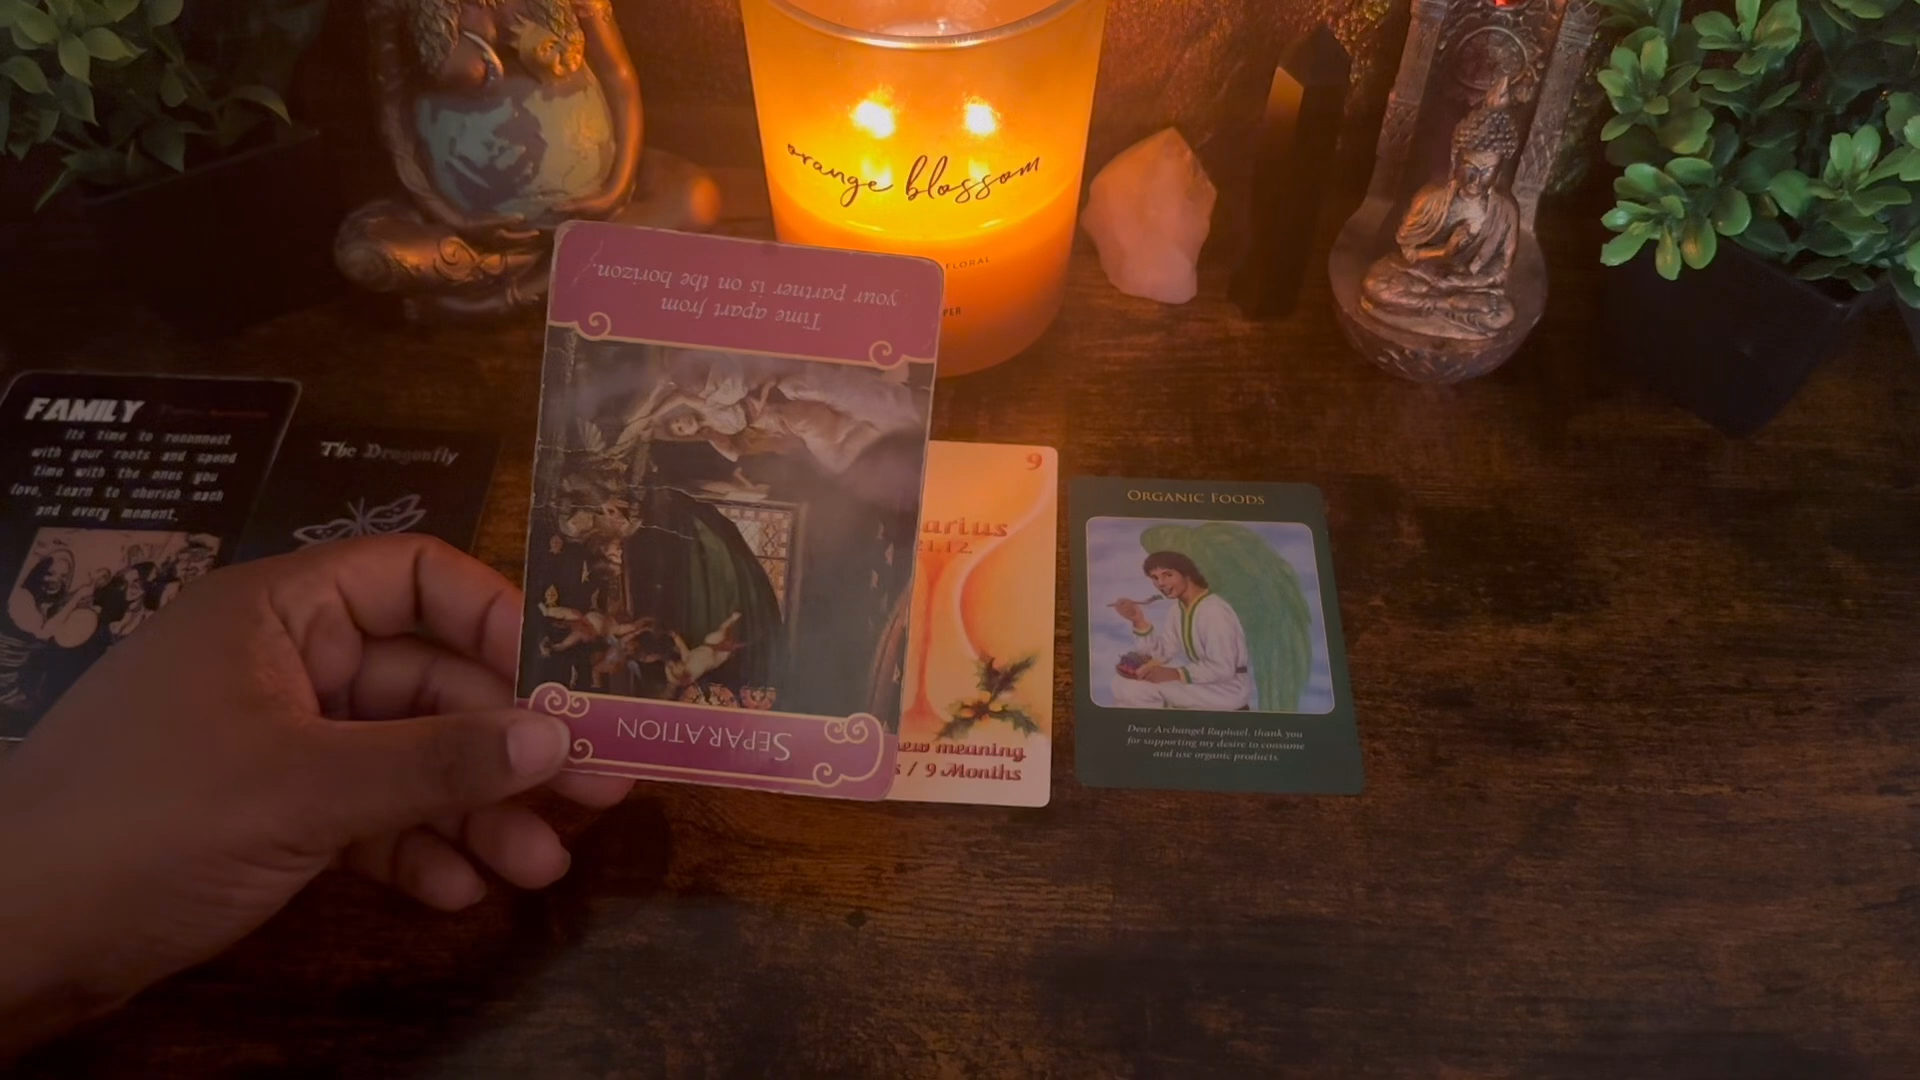 orange blossom
FLORAL
PER
your partner is on the horizon.
Time apart from
SEPARATION
FAMILY
Its time to reconnect
with your roots and spend
time with the ones you
love. Learn to cherish each
and every moment.
The Dragonfly
9
arius
21.12.
new meaning
s / 9 Months
ORGANIC FOODS
Dear Archangel Raphael, thank you
for supporting my desire to consume
and use organic products.